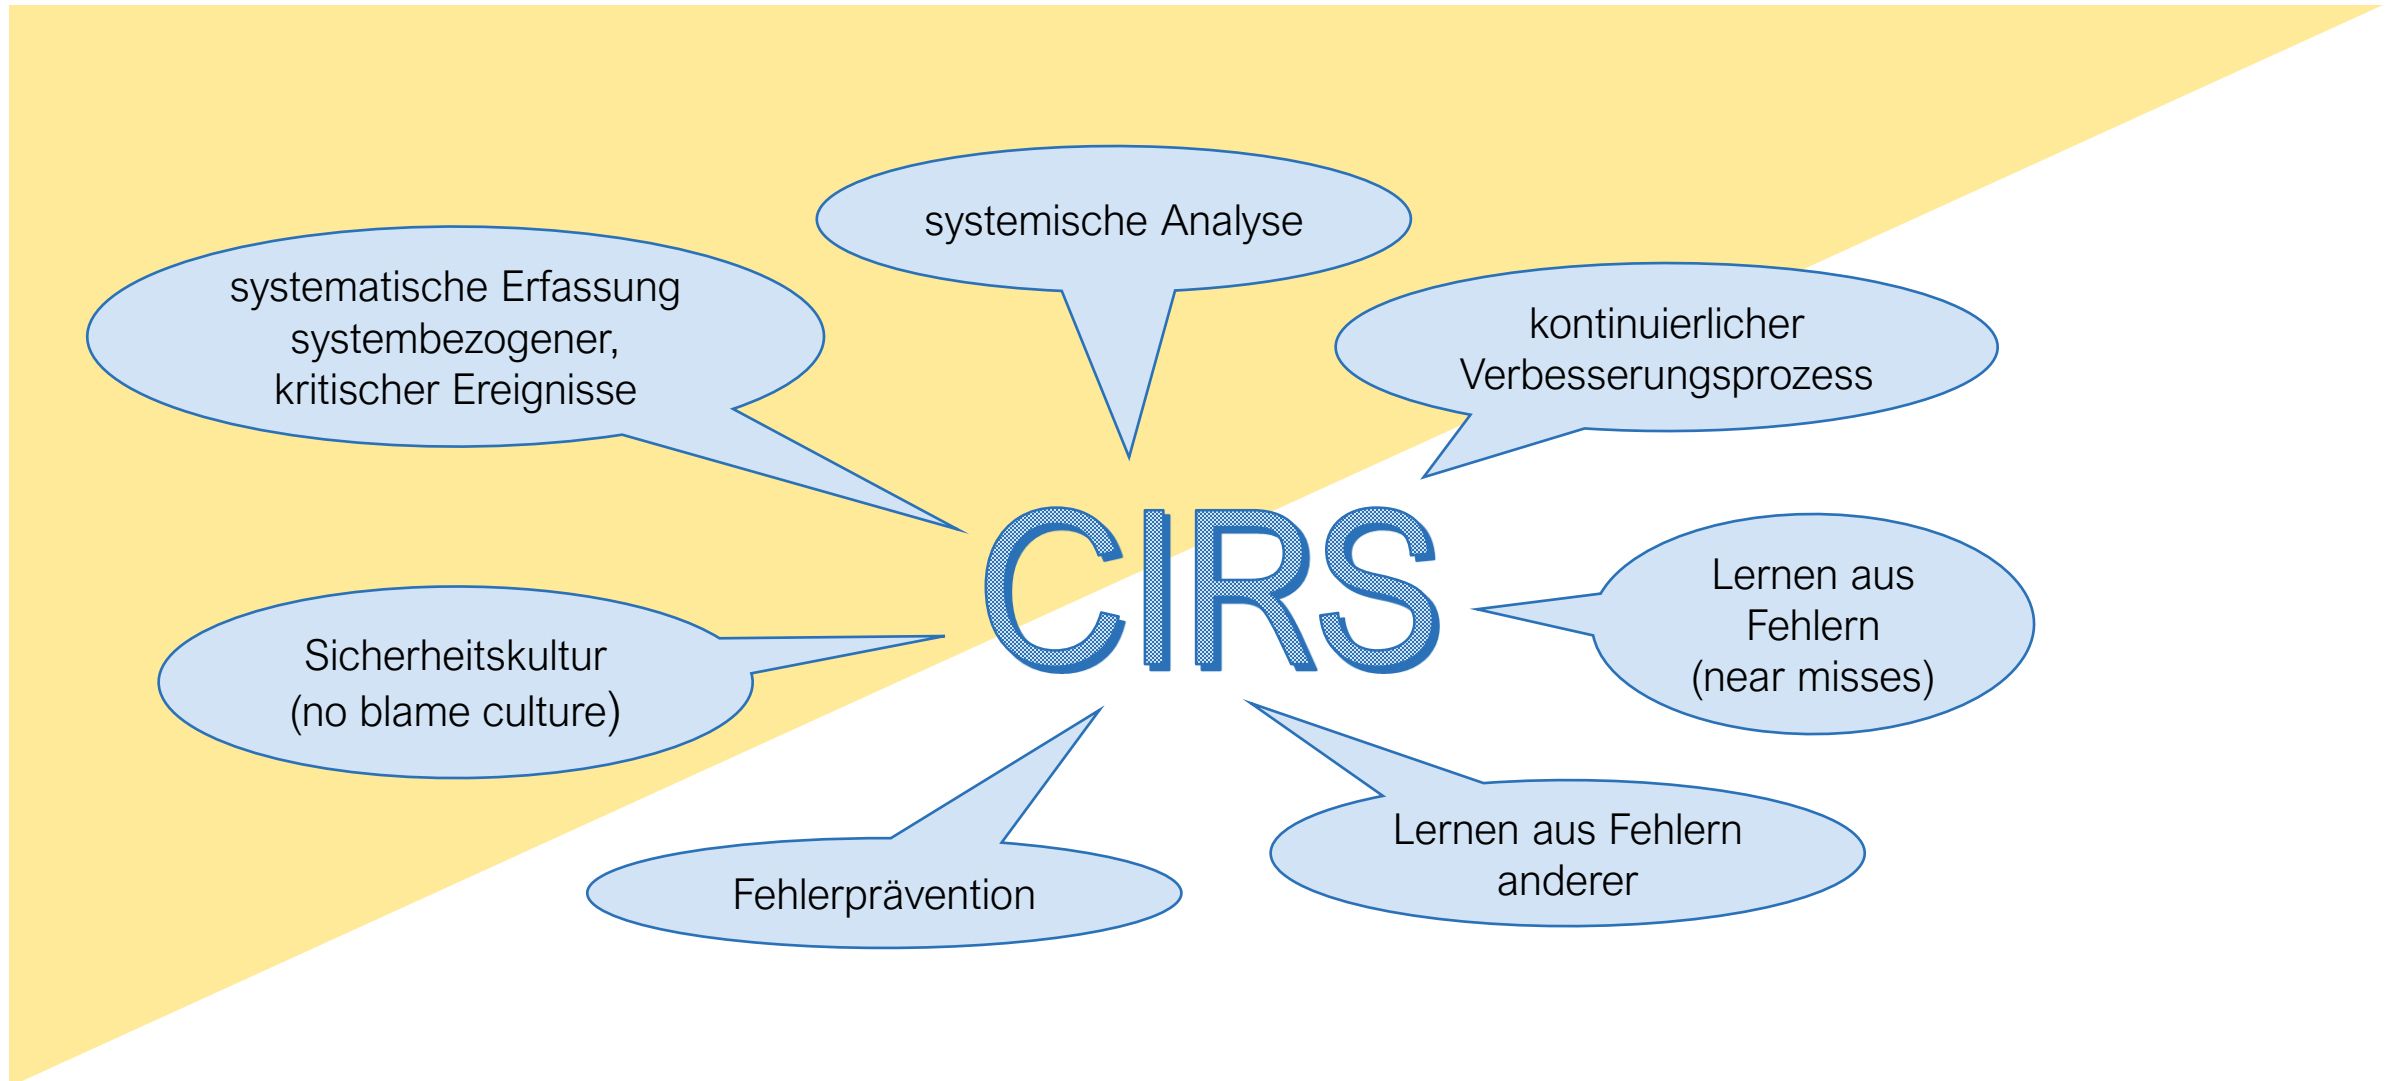 systemische Analyse
systematische Erfassung
systembezogener,
kritischer Ereignisse
kontinuierlicher
Verbesserungsprozess
CIRS
Lernen aus
Fehlern
(near misses)
Sicherheitskultur
(no blame culture)
Lernen aus Fehlern
anderer
Fehlerprävention